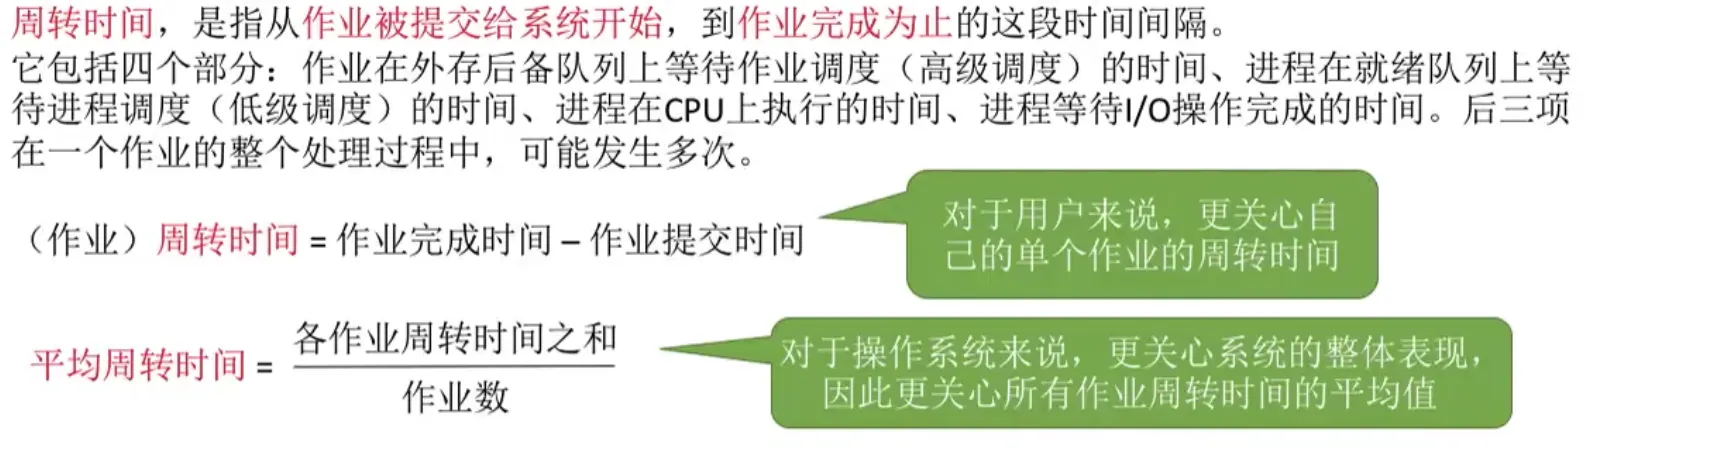 周转时间，是指从作业被提交给系统开始，到作业完成为止的这段时间间隔。
它包括四个部分：作业在外存后备队列上等待作业调度（高级调度）的时间、进程在就绪队列上等
待进程调度（低级调度）的时间、进程在CPU上执行的时间、进程等待I/O操作完成的时间。后三项
在一个作业的整个处理过程中，可能发生多次。
（作业）周转时间 = 作业完成时间 – 作业提交时间
对于用户来说，更关心自
己的单个作业的周转时间
平均周转时间 =
各作业周转时间之和
作业数
对于操作系统来说，更关心系统的整体表现，
因此更关心所有作业周转时间的平均值